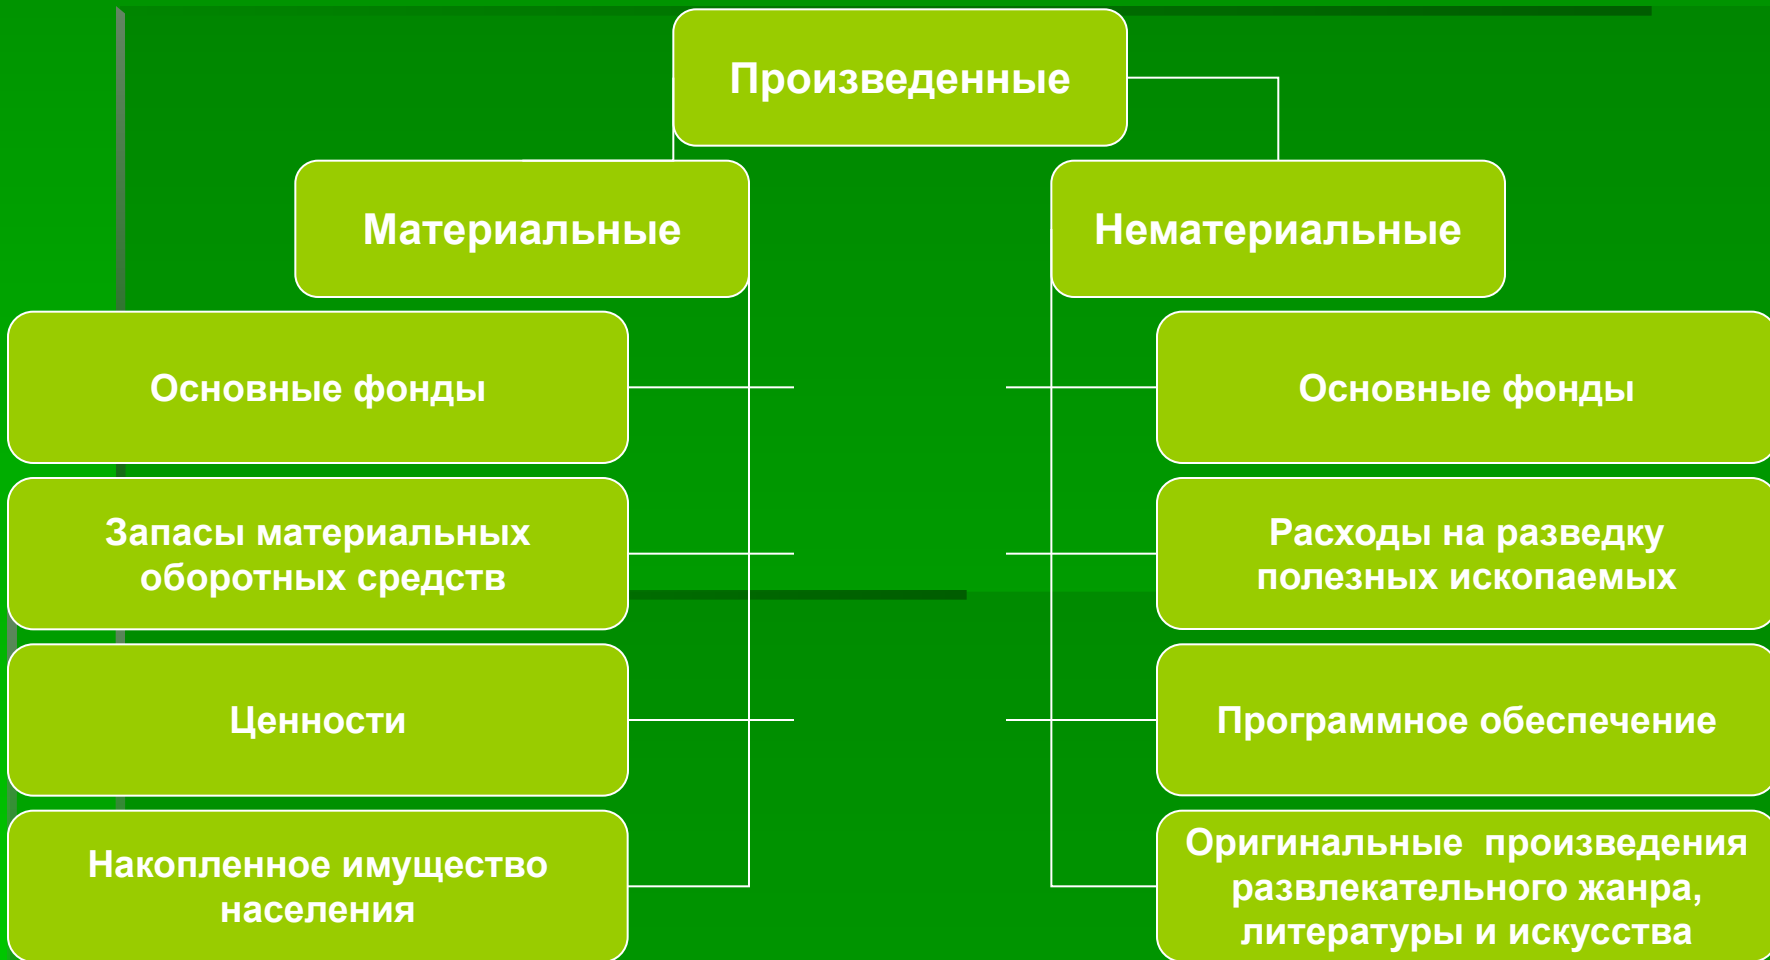 Произведенные
Материальные
Нематериальные
Основные фонды
Основные фонды
Запасы материальных
оборотных средств
Расходы на разведку
полезных ископаемых
Ценности
Программное обеспечение
Накопленное имущество
населения
Оригинальные произведения
развлекательного жанра,
литературы и искусства